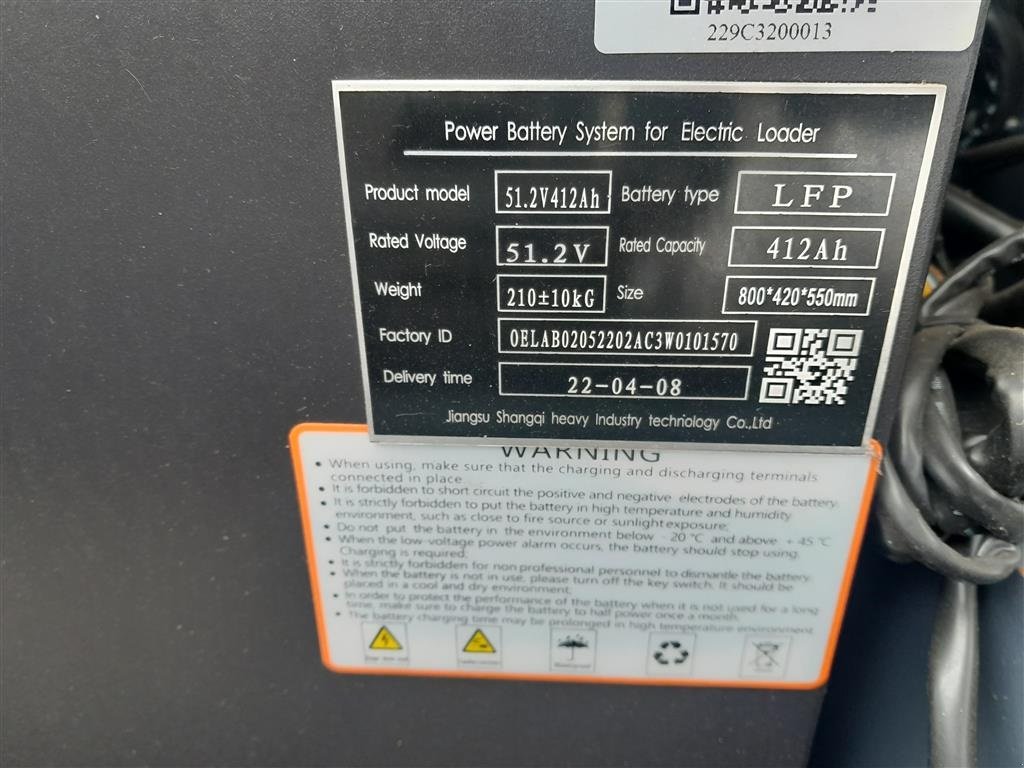 229C3200013
Power Battery System for Electric Loader
Product model 51.2V412Ah Battery type LFP
Rated Voltage 51.2V Rated Capacity 412Ah
Weight 210±10kG Size 800*420*550mm
Factory ID 0ELAB02052202AC3W0101570
Delivery time 22-04-08
Jiangsu Shangqi heavy Industry technology Co.,Ltd
WARNING
• When using, make sure that the charging and discharging terminals
connected in place.
• It is forbidden to short circuit the positive and negative electrodes of the battery
• It is strictly forbidden to put the battery in high temperature and humidity
environment, such as close to fire source or sunlight exposure;
• Do not put the battery in the environment below -20℃ and above +45℃
• When the low-voltage power alarm occurs, the battery should stop using.
Charging is required;
• It is strictly forbidden for non professional personnel to dismantle the battery
• When the battery is not in use, please turn off the key switch. It should be
placed in a cool and dry environment;
• In order to protect the performance of the battery when it is not used for a long
time, make sure to charge the battery to half power once a month.
• The battery charging time may be prolonged in high temperature environment